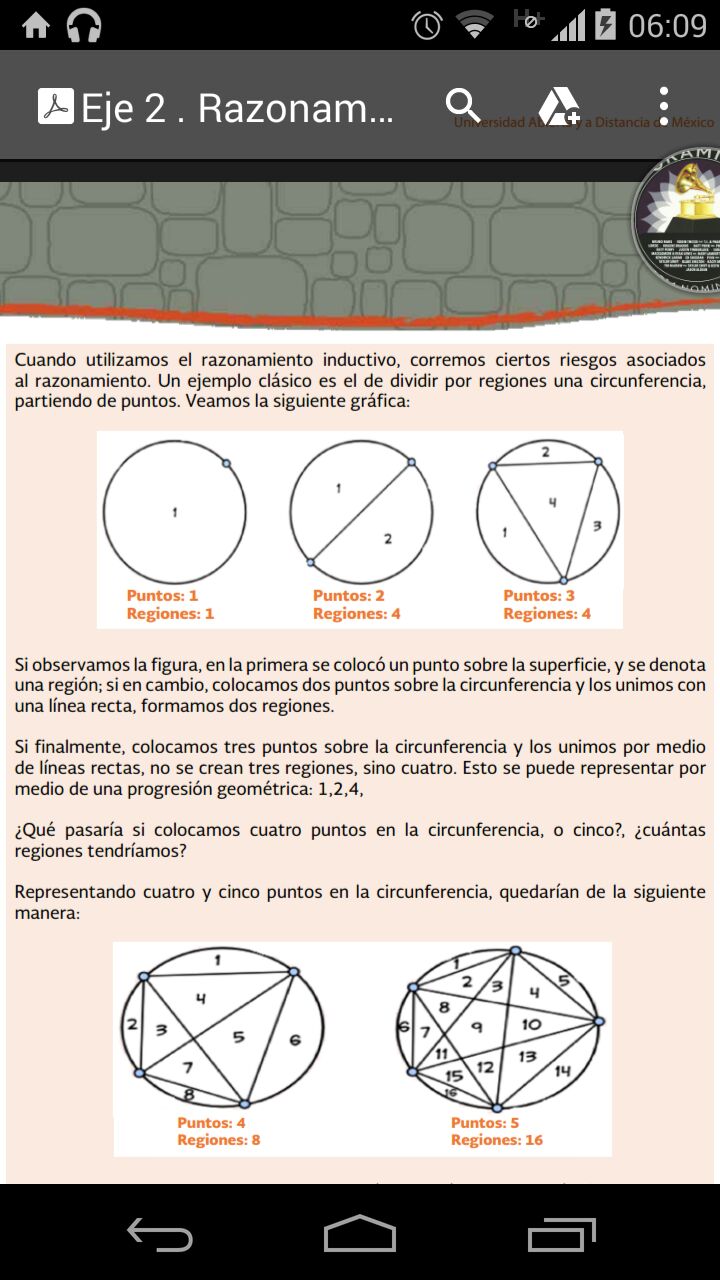 06:09
Eje 2 . Razonam...
Cuando utilizamos el razonamiento inductivo, corremos ciertos riesgos asociados
al razonamiento. Un ejemplo clásico es el de dividir por regiones una circunferencia,
partiendo de puntos. Veamos la siguiente gráfica:
1
1
2
2
4
1
3
Puntos: 1
Regiones: 1
Puntos: 2
Regiones: 4
Puntos: 3
Regiones: 4
Si observamos la figura, en la primera se colocó un punto sobre la superficie, y se denota
una región; si en cambio, colocamos dos puntos sobre la circunferencia y los unimos con
una línea recta, formamos dos regiones.
Si finalmente, colocamos tres puntos sobre la circunferencia y los unimos por medio
de líneas rectas, no se crean tres regiones, sino cuatro. Esto se puede representar por
medio de una progresión geométrica: 1,2,4,
¿Qué pasaría si colocamos cuatro puntos en la circunferencia, o cinco?, ¿cuántas
regiones tendríamos?
Representando cuatro y cinco puntos en la circunferencia, quedarían de la siguiente
manera:
1
4
2
3
5
6
7
8
1
2
3
4
5
8
6
7
9
10
11
12
13
14
15
16
Puntos: 4
Regiones: 8
Puntos: 5
Regiones: 16